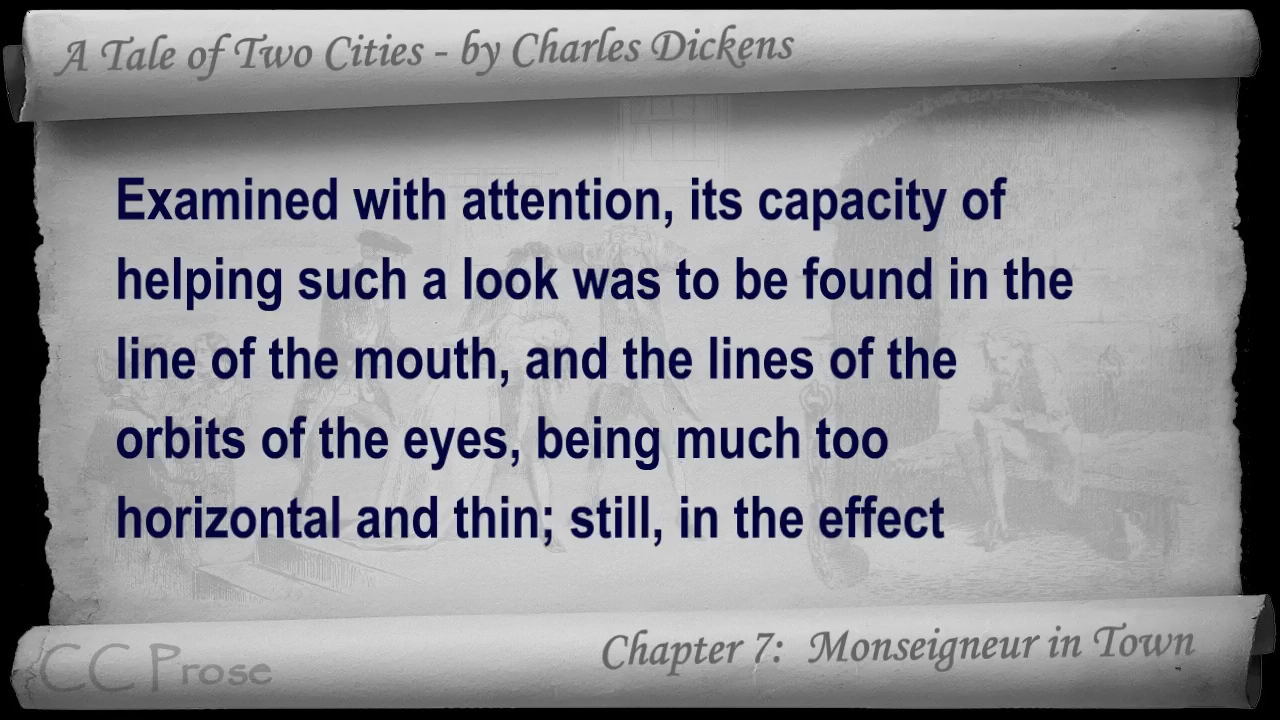 A Tale of Two Cities - by Charles Dickens
Examined with attention, its capacity of
helping such a look was to be found in the
line of the mouth, and the lines of the
orbits of the eyes, being much too
horizontal and thin; still, in the effect
Chapter 7: Monseigneur in Town
CC Prose